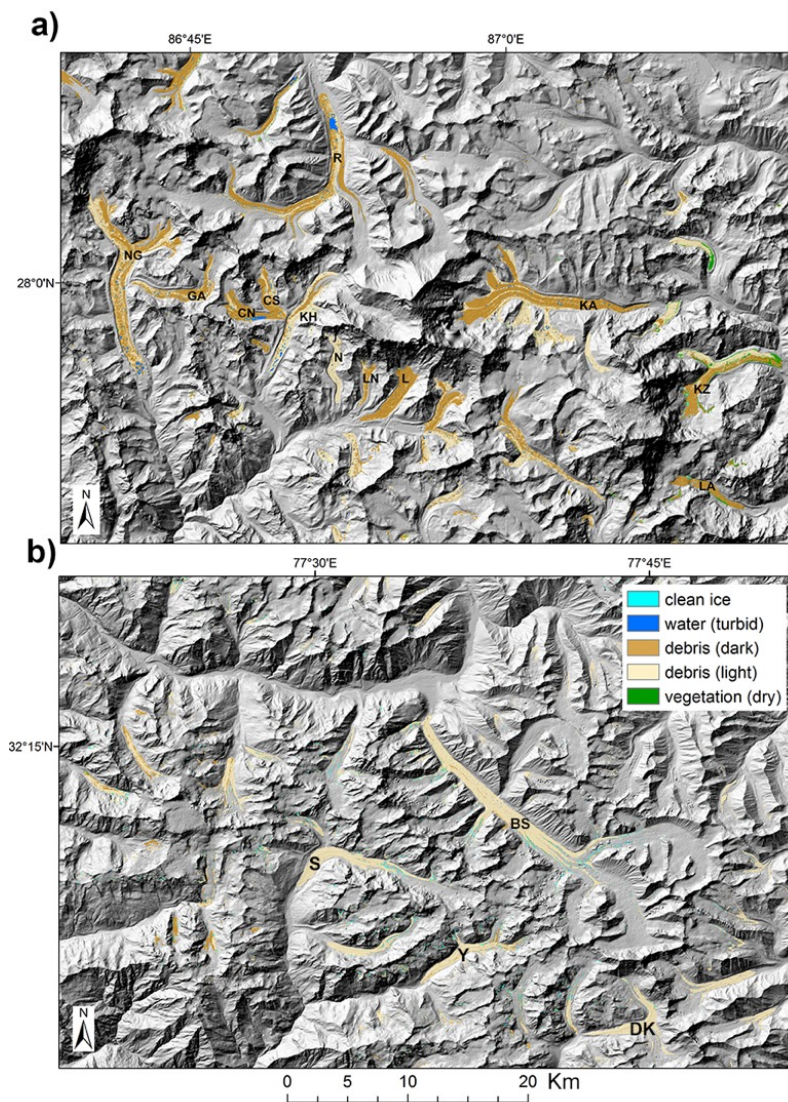 a)
86°45'E 87°0'E
R
NG
28°0'N
GA
CS
CN
KH
KA
N
LN L
KZ
LA
N
b)
77°30'E 77°45'E
clean ice
water (turbid)
debris (dark)
debris (light)
vegetation (dry)
32°15'N
BS
S
Y
DK
N
0 5 10 20 Km